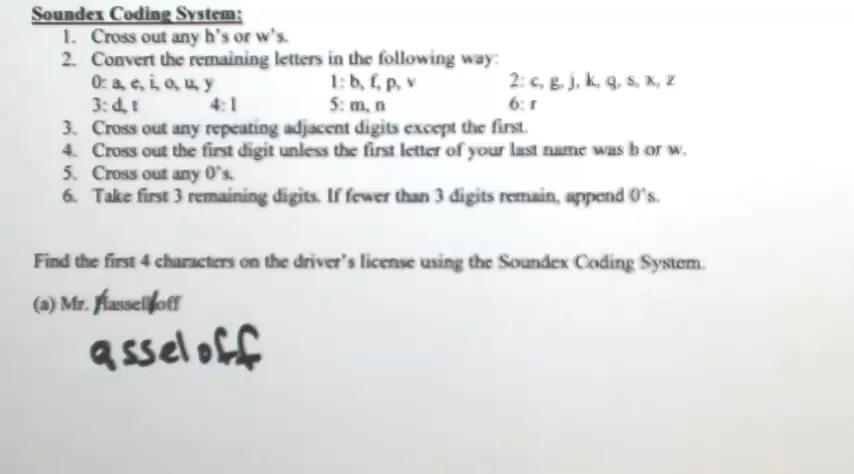 Soundex Coding System:
1. Cross out any h's or w's.
2. Convert the remaining letters in the following way:
0: a, e, i, o, u, y 1: b, f, p, v 2: c, g, j, k, q, s, x, z
3: d, t 4: l 5: m, n 6: r
3. Cross out any repeating adjacent digits except the first.
4. Cross out the first digit unless the first letter of your last name was h or w.
5. Cross out any 0's.
6. Take first 3 remaining digits. If fewer than 3 digits remain, append 0's.
Find the first 4 characters on the driver's license using the Soundex Coding System.
(a) Mr. Hasselhoff
asseloff